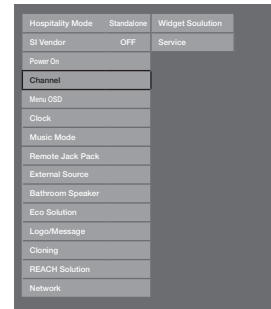 Hospitality Mode Standalone Widget Soulution
SI Vendor OFF Service
Power On
Channel
Menu OSD
Clock
Music Mode
Remote Jack Pack
External Source
Bathroom Speaker
Eco Solution
Logo/Message
Cloning
REACH Solution
Network